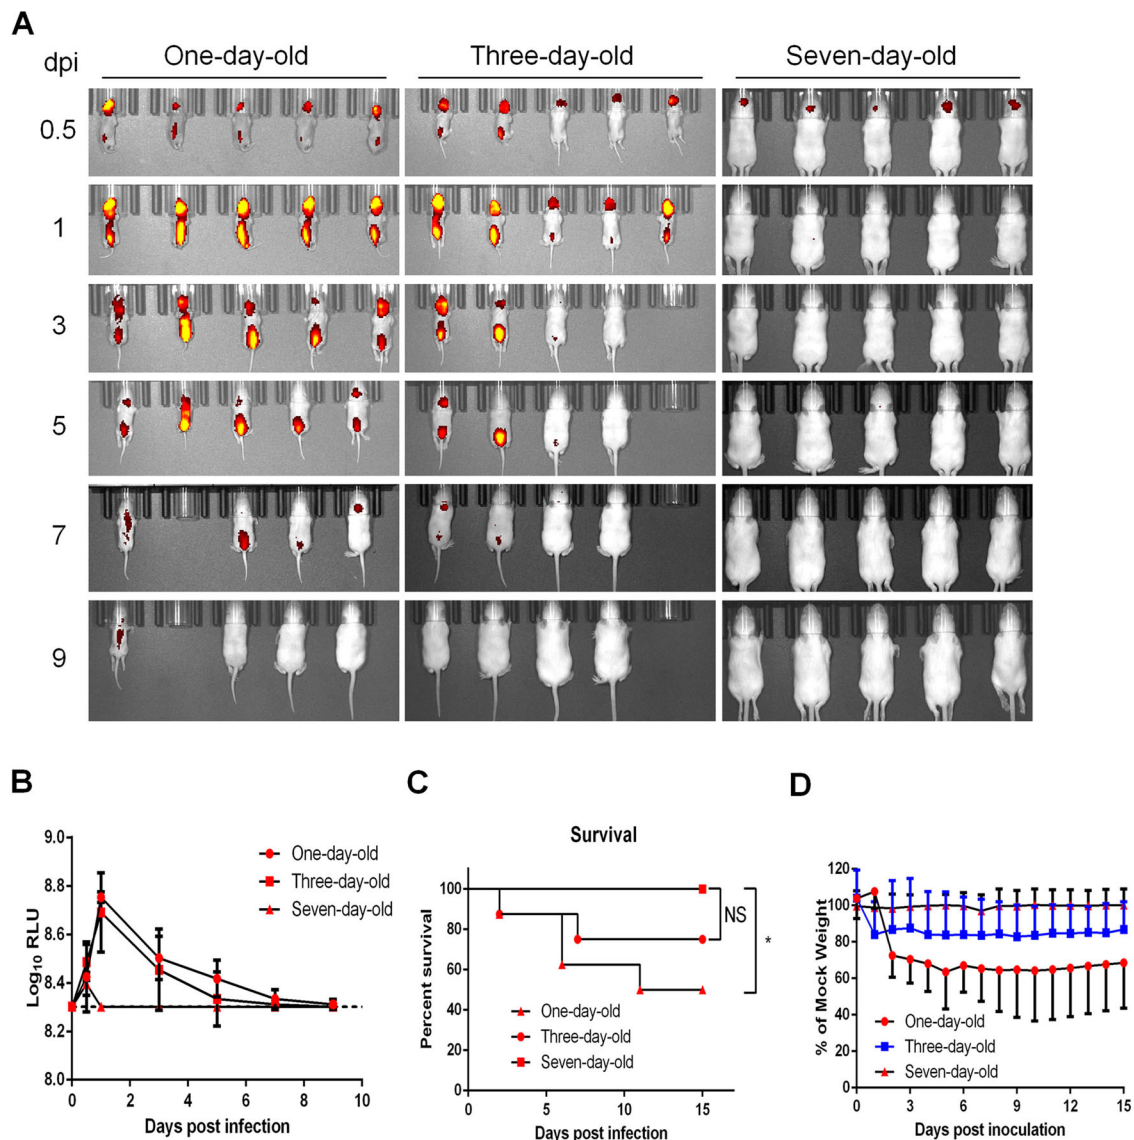 A
dpi
One-day-old
Three-day-old
Seven-day-old
0.5
1
3
5
7
9
B
Log10 RLU
9.0
8.8
8.6
8.4
8.2
8.0
0
2
4
6
8
10
Days post infection
One-day-old
Three-day-old
Seven-day-old
C
Survival
Percent survival
100
80
60
40
20
0
0
5
10
15
Days post infection
NS
*
One-day-old
Three-day-old
Seven-day-old
D
% of Mock Weight
120
100
80
60
40
20
0
0
3
6
9
12
15
Days post inoculation
One-day-old
Three-day-old
Seven-day-old